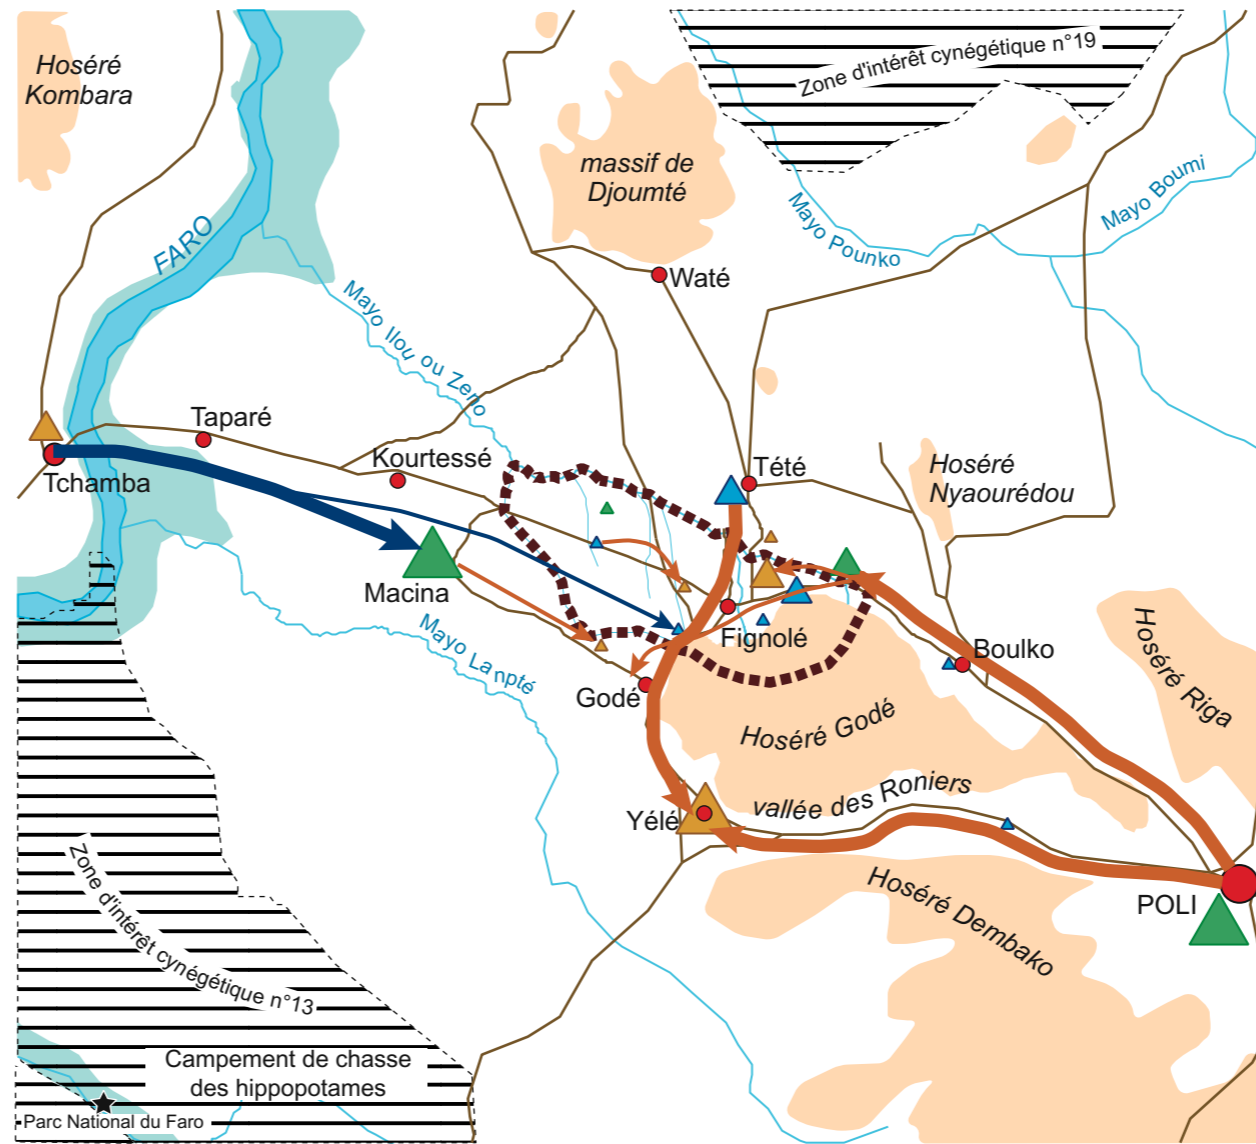 Hoséré
Kombara
Zone d'intérêt cynégétique n°19
massif de
Djoumté
Mayo Boumi
Mayo Pounko
FARO
Waté
Mayo Ilou ou Zeno
Taparé
Kourtessé
Tchamba
Tété
Hoséré
Nyaourédou
Macina
Fignolé
Boulko
Hoséré Riga
Mayo Lampté
Godé
Hoséré Godé
vallée des Roniers
Yélé
Hoséré Dembako
POLI
Zone d'intérêt cynégétique n°13
Campement de chasse
des hippopotames
Parc National du Faro